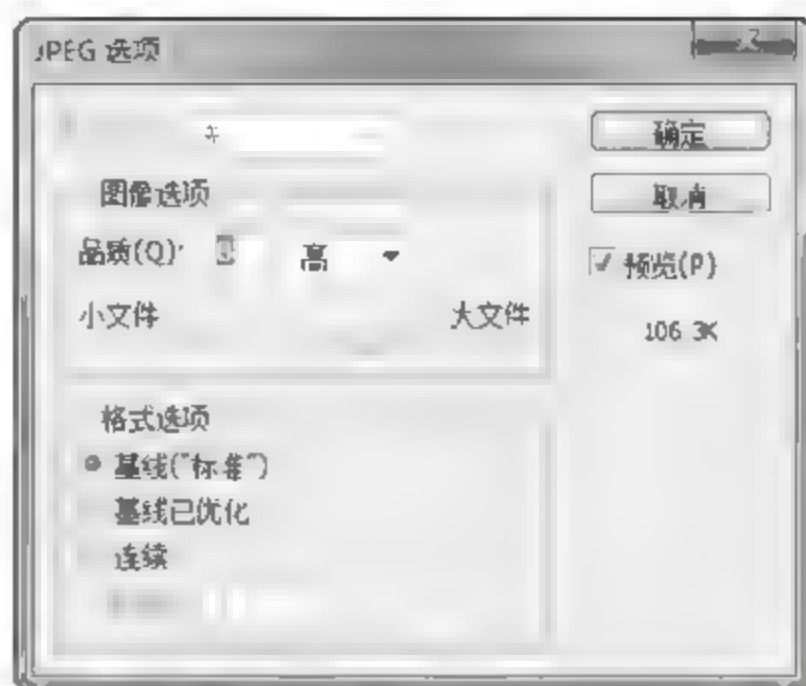 JPEG 选项
确定
图像选项
取消
品质(Q):
高
预览(P)
小文件
大文件
106.3K
格式选项
基线("标准")
基线已优化
连续